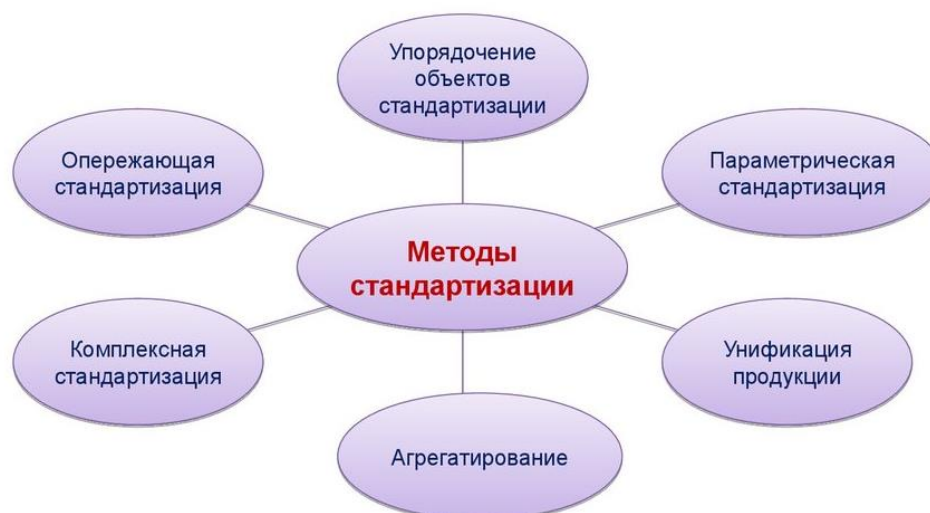 Упорядочение
объектов
стандартизации
Опережающая
стандартизация
Параметрическая
стандартизация
Методы
стандартизации
Комплексная
стандартизация
Унификация
продукции
Агрегатирование